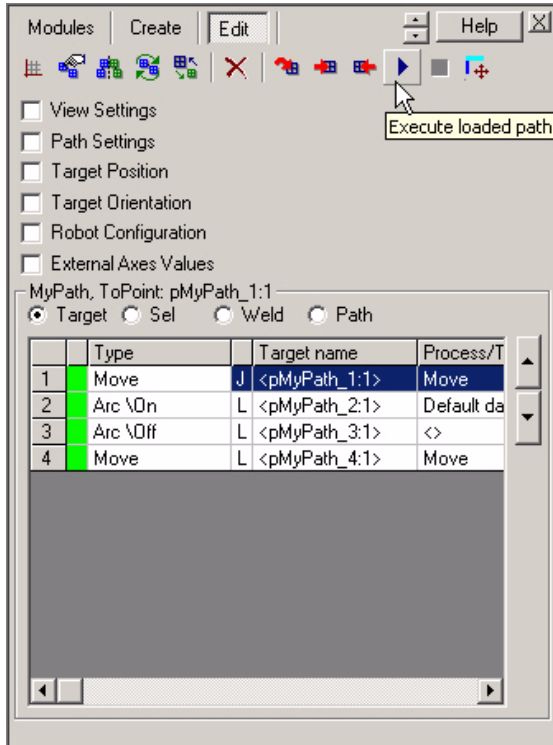 Modules Create Edit Help X
Execute loaded path
View Settings
Path Settings
Target Position
Target Orientation
Robot Configuration
External Axes Values
MyPath, ToPoint: pMyPath_1:1
Target Sel Weld Path
Type Target name Process/T
1 Move J <pMyPath_1:1> Move
2 Arc \On L <pMyPath_2:1> Default da
3 Arc \Off L <pMyPath_3:1> <>
4 Move L <pMyPath_4:1> Move